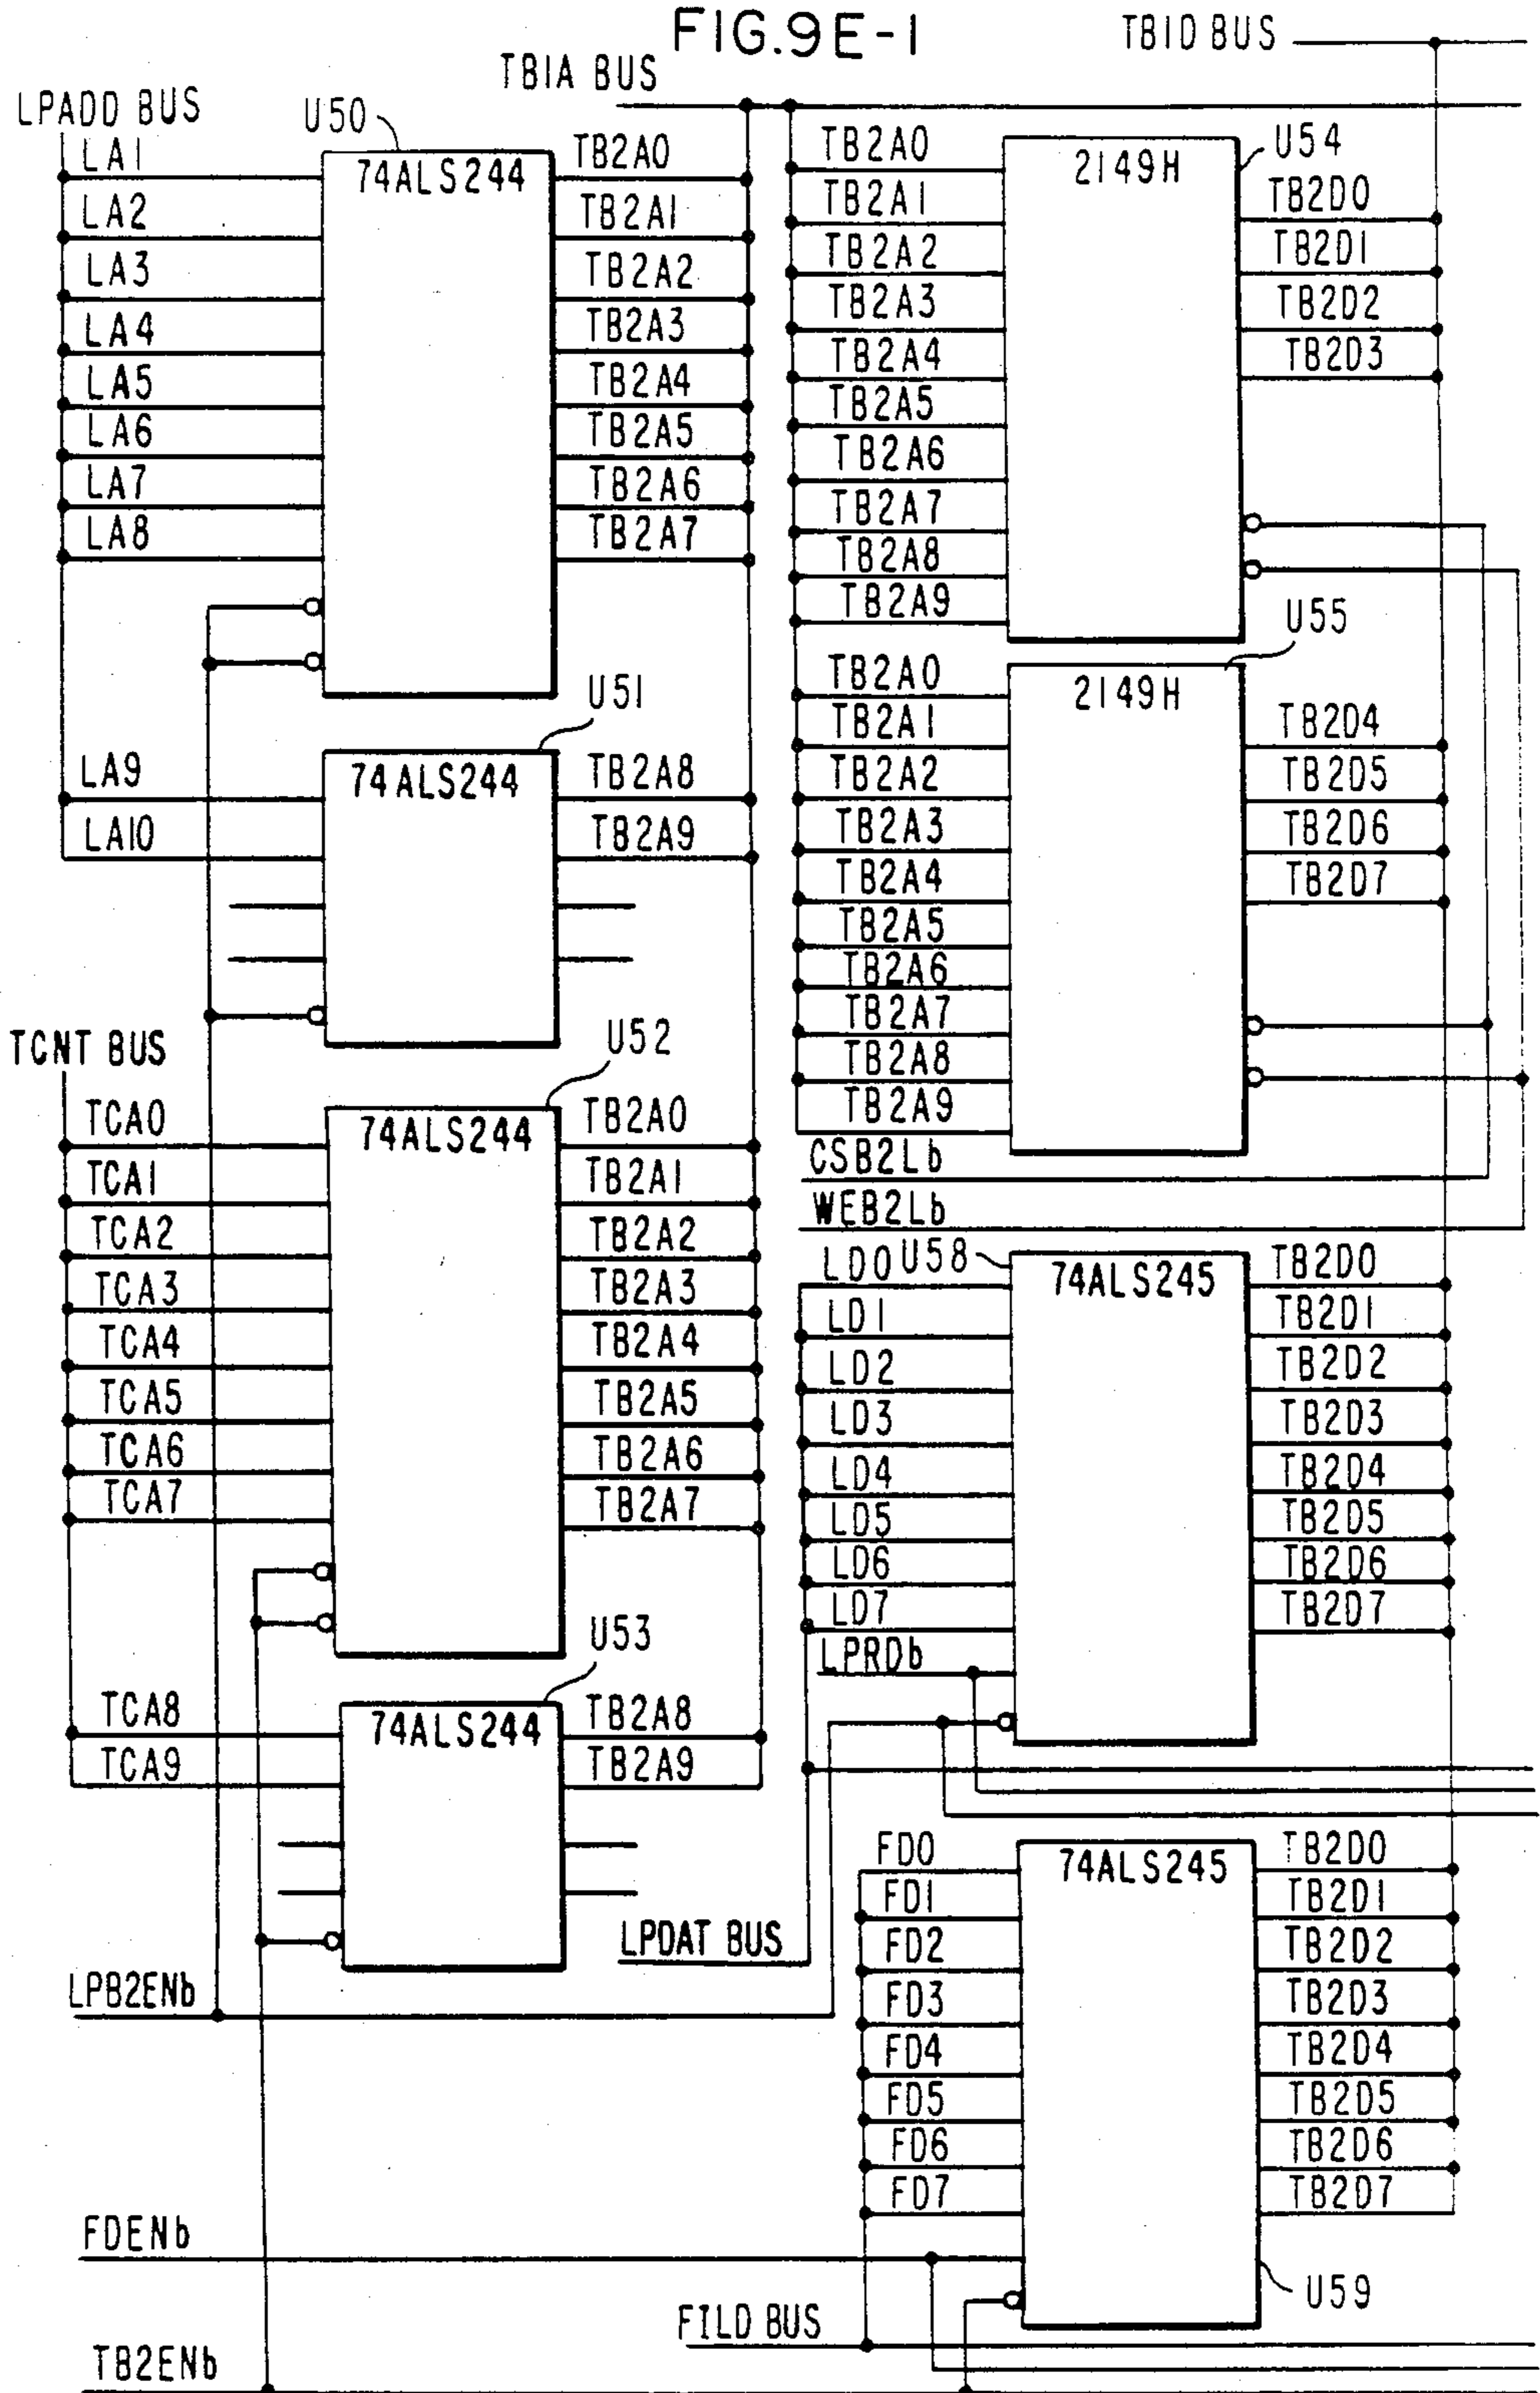 FIG.9E-1
TBID BUS
TBIA BUS
LPADD BUS
U50
74ALS244
LA1
LA2
LA3
LA4
LA5
LA6
LA7
LA8
TB2A0
TB2A1
TB2A2
TB2A3
TB2A4
TB2A5
TB2A6
TB2A7
U51
74ALS244
LA9
LA10
TB2A8
TB2A9
TCNT BUS
U52
74ALS244
TCA0
TCA1
TCA2
TCA3
TCA4
TCA5
TCA6
TCA7
TB2A0
TB2A1
TB2A2
TB2A3
TB2A4
TB2A5
TB2A6
TB2A7
U53
74ALS244
TCA8
TCA9
TB2A8
TB2A9
LPB2ENb
FDENb
TB2ENb
TB2A0
TB2A1
TB2A2
TB2A3
TB2A4
TB2A5
TB2A6
TB2A7
TB2A8
TB2A9
2149H
U54
TB2D0
TB2D1
TB2D2
TB2D3
U55
2149H
TB2A0
TB2A1
TB2A2
TB2A3
TB2A4
TB2A5
TB2A6
TB2A7
TB2A8
TB2A9
TB2D4
TB2D5
TB2D6
TB2D7
CSB2Lb
WEB2Lb
U58
74ALS245
LD0
LD1
LD2
LD3
LD4
LD5
LD6
LD7
LPRDb
TB2D0
TB2D1
TB2D2
TB2D3
TB2D4
TB2D5
TB2D6
TB2D7
LPDAT BUS
74ALS245
FD0
FD1
FD2
FD3
FD4
FD5
FD6
FD7
TB2D0
TB2D1
TB2D2
TB2D3
TB2D4
TB2D5
TB2D6
TB2D7
U59
FILD BUS